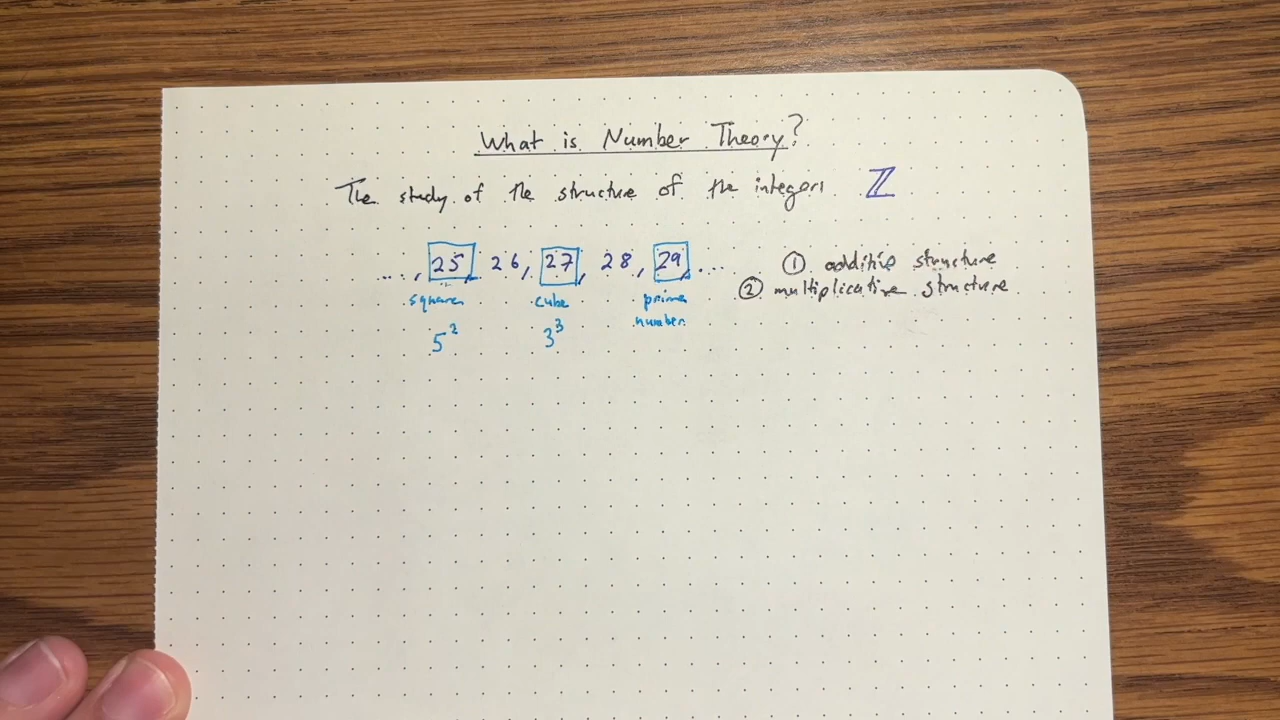 What is Number Theory?
The study of the structure of the integers ℤ
..., 25, 26, 27, 28, 29, ...
① additive structure
② multiplicative structure
square cube prime
number
5² 3³